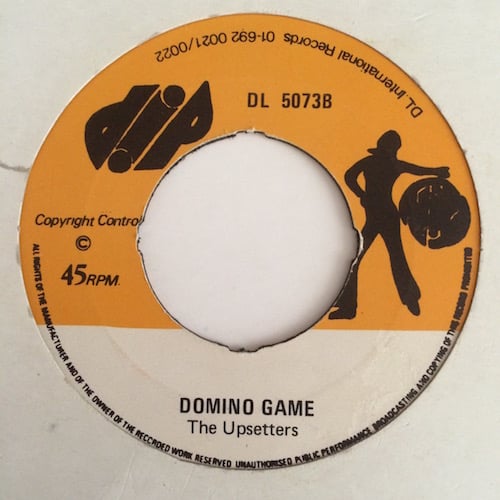 DL.International Records 01-692 0021/0022
dip
DL 5073B
Copyright Control
©
45RPM.
DOMINO GAME
The Upsetters
ALL RIGHTS OF THE MANUFACTURER AND OF THE OWNER OF THE RECORDED WORK RESERVED UNAUTHORISED PUBLIC PERFORMANCE BROADCASTING AND COPYING OF THIS RECORD PROHIBITED